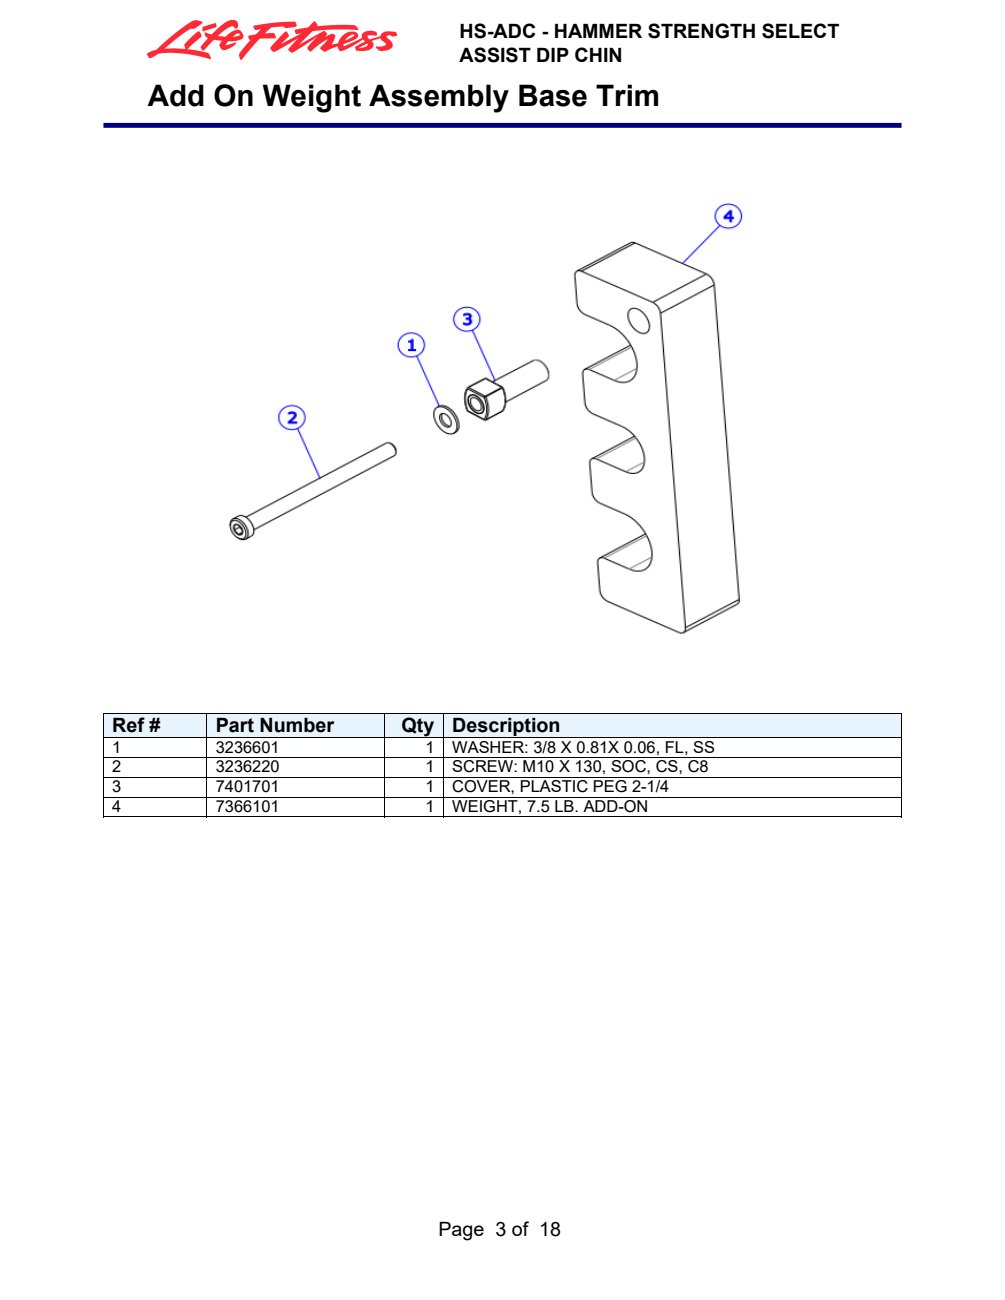 Life Fitness
HS-ADC - HAMMER STRENGTH SELECT
ASSIST DIP CHIN
Add On Weight Assembly Base Trim
4
3
1
2
Ref # Part Number Qty Description
1 3236601 1 WASHER: 3/8 X 0.81X 0.06, FL, SS
2 3236220 1 SCREW: M10 X 130, SOC, CS, C8
3 7401701 1 COVER, PLASTIC PEG 2-1/4
4 7366101 1 WEIGHT, 7.5 LB. ADD-ON
Page 3 of 18